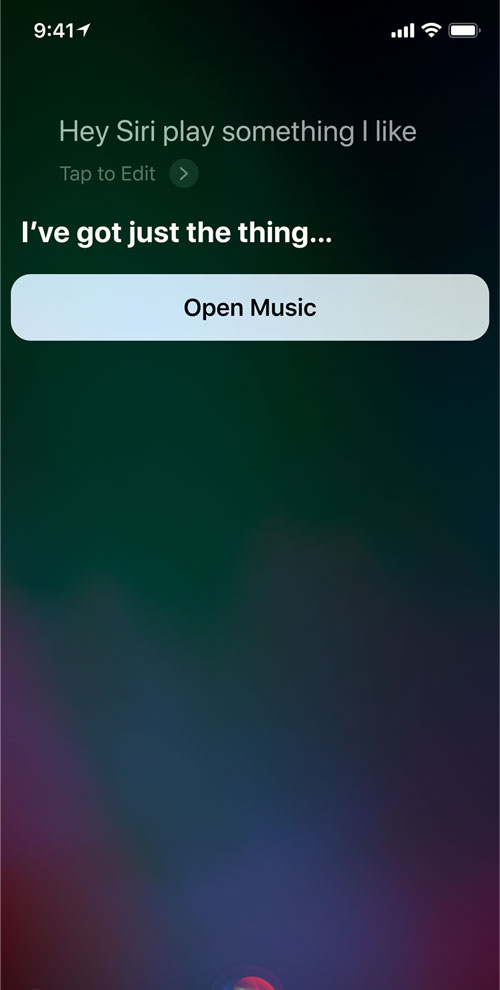 9:41
Hey Siri play something I like
Tap to Edit
I’ve got just the thing...
Open Music